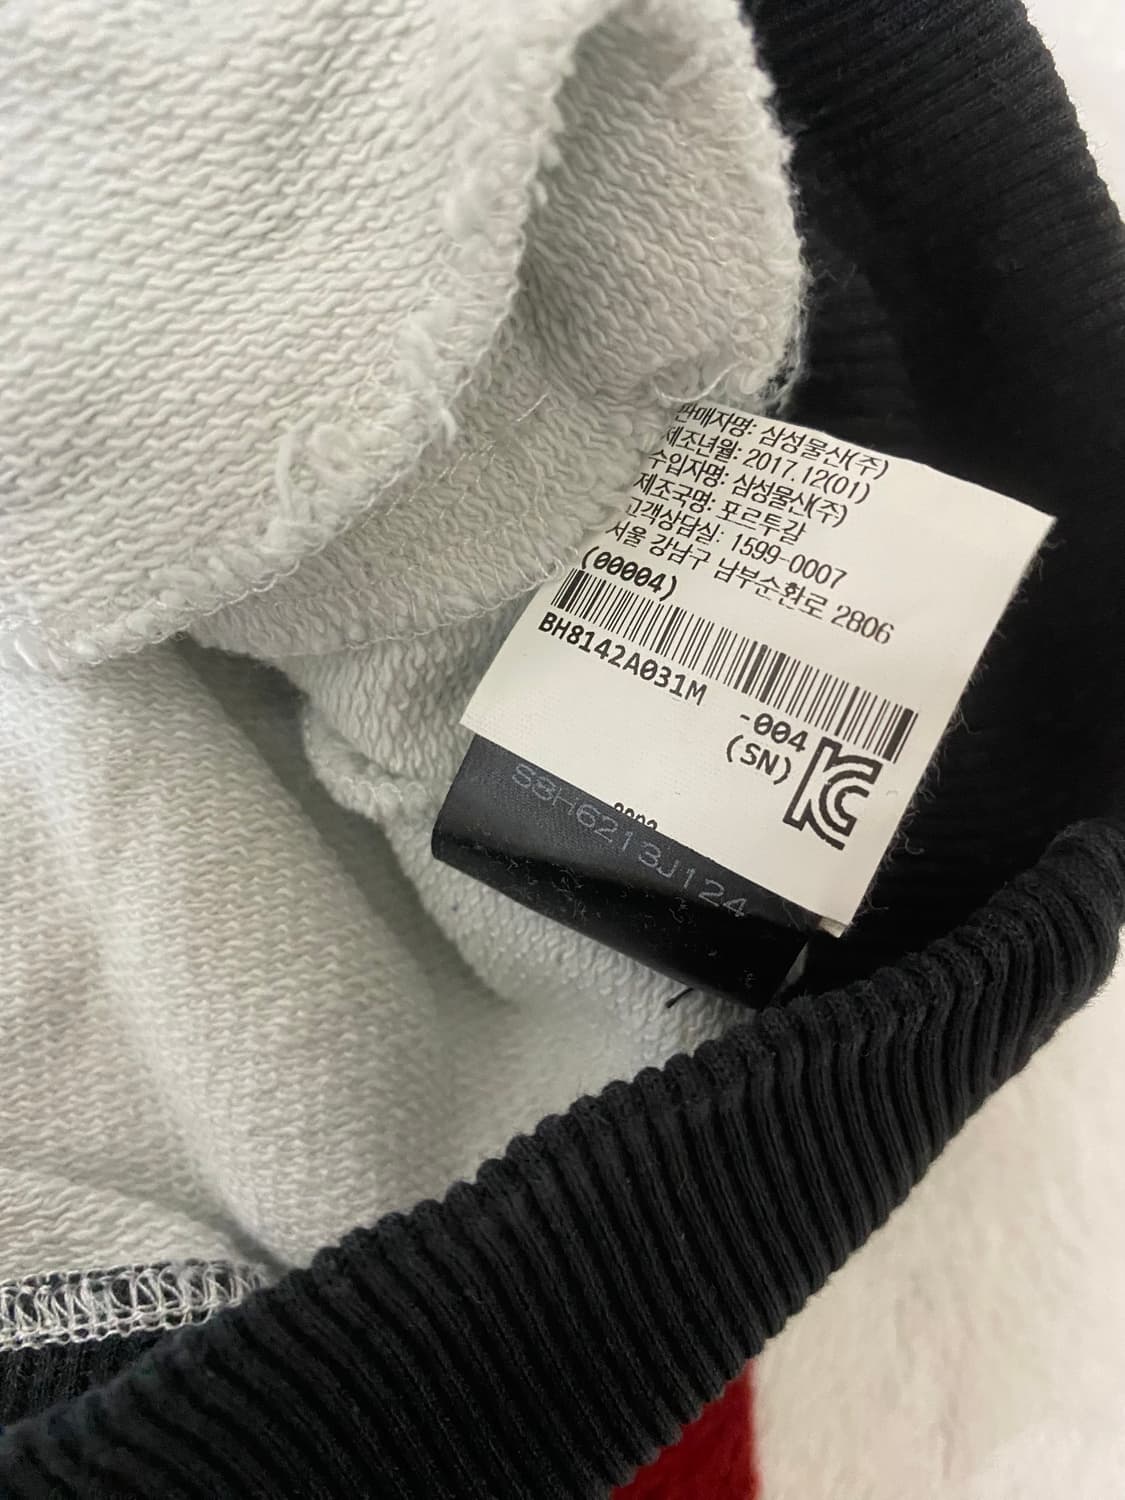 판매자명: 삼성물산(주)
제조년월: 2017.12(01)
수입자명: 삼성물산(주)
제조국명: 포르투갈
고객상담실: 1599-0007
서울 강남구 남부순환로 2806
(00004)
BH8142A031M
-004
(SN)
KC
S8H6213J124